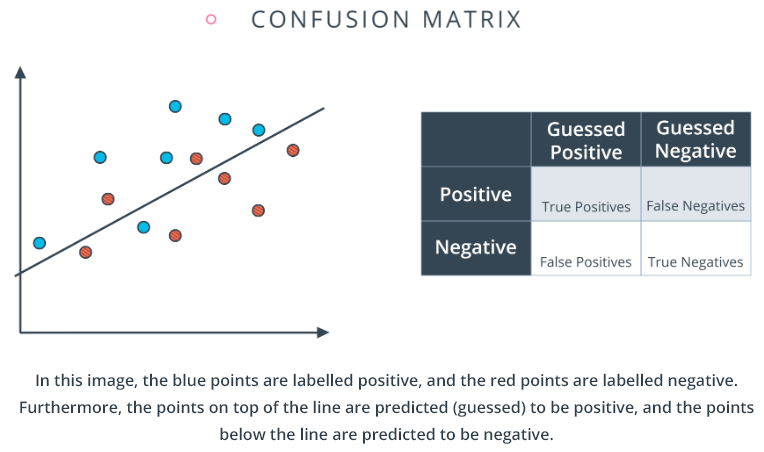 CONFUSION MATRIX
Guessed Positive
Guessed Negative
Positive
True Positives
False Negatives
Negative
False Positives
True Negatives
In this image, the blue points are labelled positive, and the red points are labelled negative.
Furthermore, the points on top of the line are predicted (guessed) to be positive, and the points
below the line are predicted to be negative.